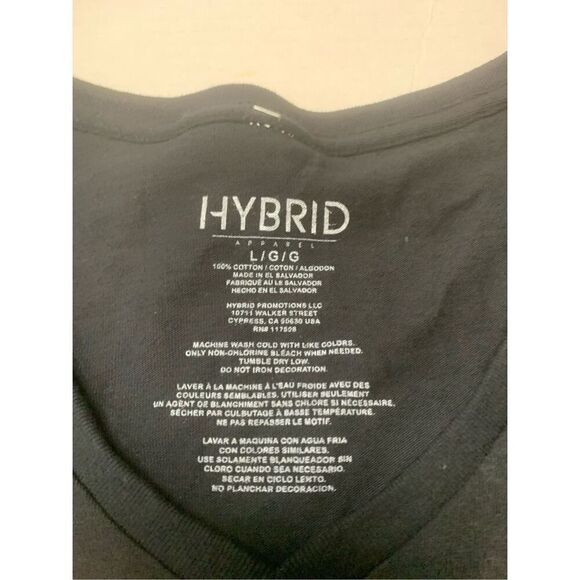 HYBRID
APPAREL
L/G/G
100% COTTON / COTON / ALGODON
MADE IN EL SALVADOR
FABRIQUÉ AU LE SALVADOR
HECHO EN EL SALVADOR
HYBRID PROMOTIONS LLC
10711 WALKER STREET
CYPRESS, CA 90630 USA
RN# 117508
MACHINE WASH COLD WITH LIKE COLORS.
ONLY NON-CHLORINE BLEACH WHEN NEEDED.
TUMBLE DRY LOW.
DO NOT IRON DECORATION.
LAVER À LA MACHINE À L'EAU FROIDE AVEC DES
COULEURS SEMBLABLES. UTILISER SEULEMENT
UN AGENT DE BLANCHIMENT SANS CHLORE SI NÉCESSAIRE.
SÉCHER PAR CULBUTAGE À BASSE TEMPÉRATURE.
NE PAS REPASSER LE MOTIF.
LAVAR A MAQUINA CON AGUA FRIA
CON COLORES SIMILARES.
USE SOLAMENTE BLANQUEADOR SIN
CLORO CUANDO SEA NECESARIO.
SECAR EN CICLO LENTO.
NO PLANCHAR DECORACION.